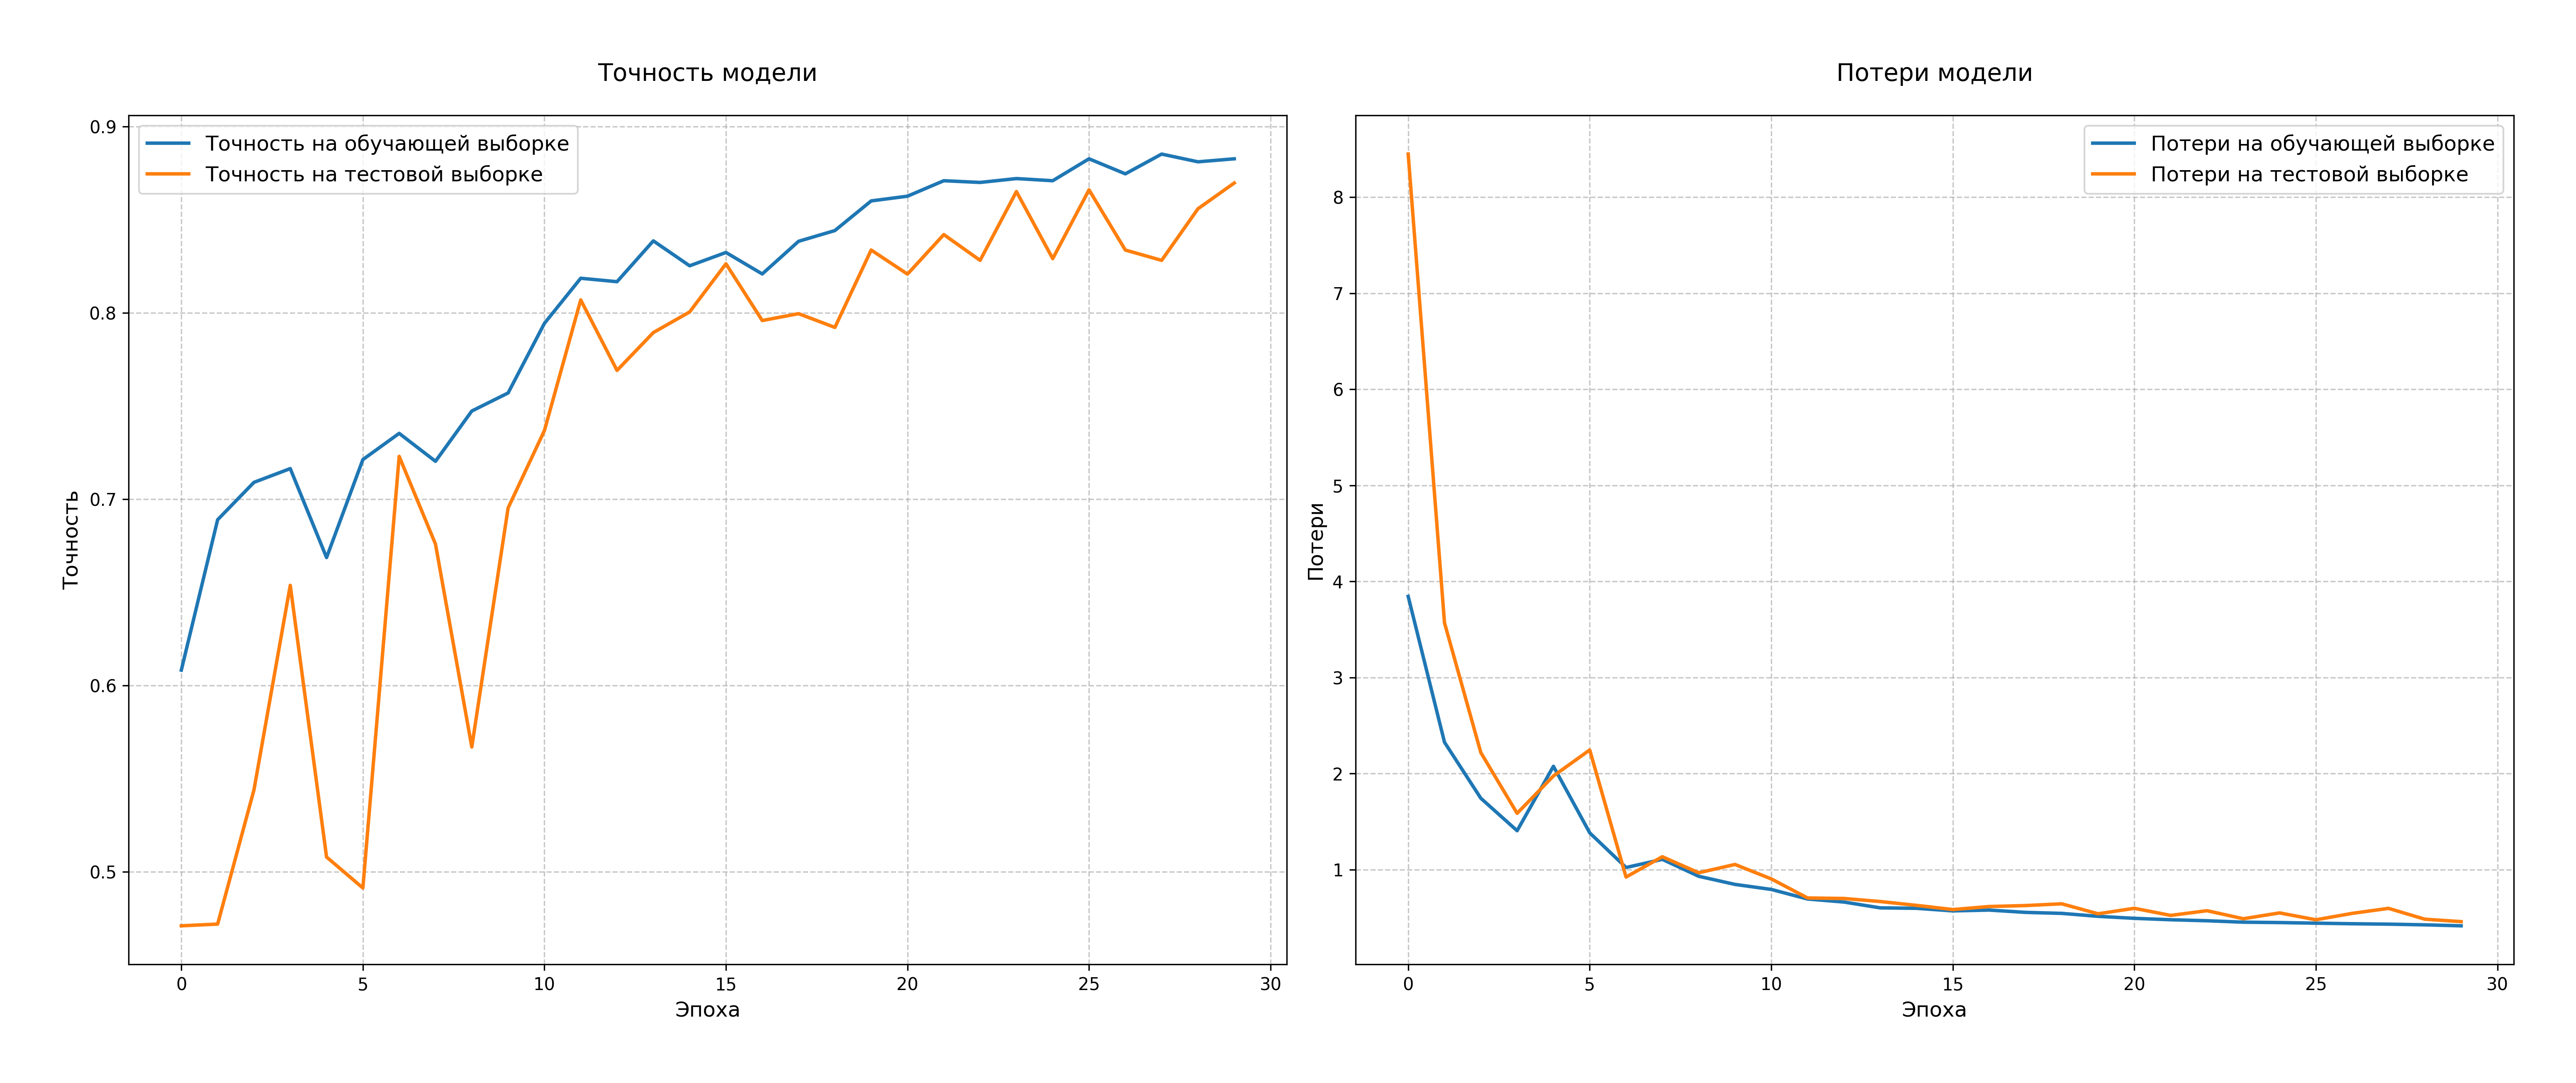 Точность модели
Точность на обучающей выборке
Точность на тестовой выборке
Точность
0.9
0.8
0.7
0.6
0.5
0 5 10 15 20 25 30
Эпоха
Потери модели
Потери на обучающей выборке
Потери на тестовой выборке
Потери
8
7
6
5
4
3
2
1
0 5 10 15 20 25 30
Эпоха